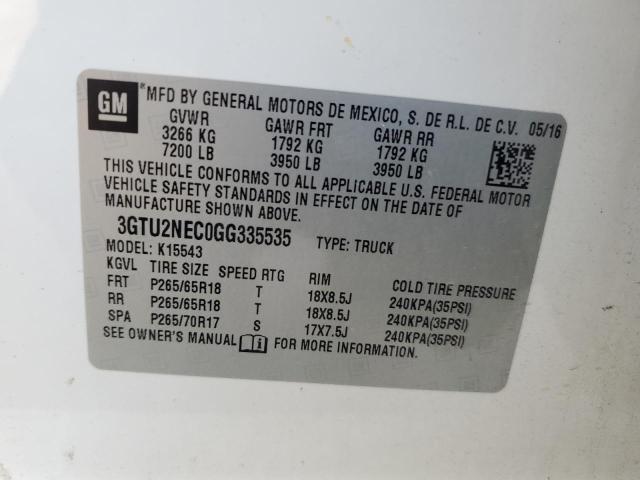 GM
®MFD BY GENERAL MOTORS DE MEXICO, S. DE R.L. DE C.V. 05/16
GVWR GAWR FRT GAWR RR
3266 KG 1792 KG 1792 KG
7200 LB 3950 LB 3950 LB
THIS VEHICLE CONFORMS TO ALL APPLICABLE U.S. FEDERAL MOTOR
VEHICLE SAFETY STANDARDS IN EFFECT ON THE DATE OF
MANUFACTURE SHOWN ABOVE.
3GTU2NEC0GG335535 TYPE: TRUCK
MODEL: K15543
KGVL TIRE SIZE SPEED RTG RIM COLD TIRE PRESSURE
FRT P265/65R18 T 18X8.5J 240KPA(35PSI)
RR P265/65R18 T 18X8.5J 240KPA(35PSI)
SPA P265/70R17 S 17X7.5J 240KPA(35PSI)
SEE OWNER'S MANUAL FOR MORE INFORMATION.